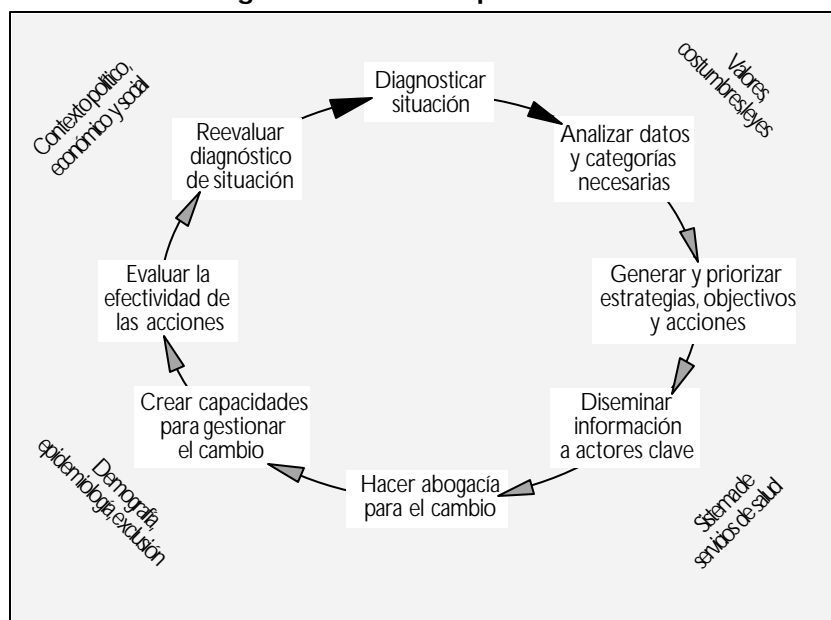 Contexto político,
económico y social
Valores,
costumbres, leyes
Diagnosticar
situación
Analizar datos
y categorías
necesarias
Generar y priorizar
estrategias, objectivos
y acciones
Diseminar
información
a actores clave
Hacer abogacía
para el cambio
Crear capacidades
para gestionar
el cambio
Evaluar la
efectividad de
las acciones
Reevaluar
diagnóstico
de situación
Demografía,
epidemiología, exclusión
Sistema de
servicios de salud